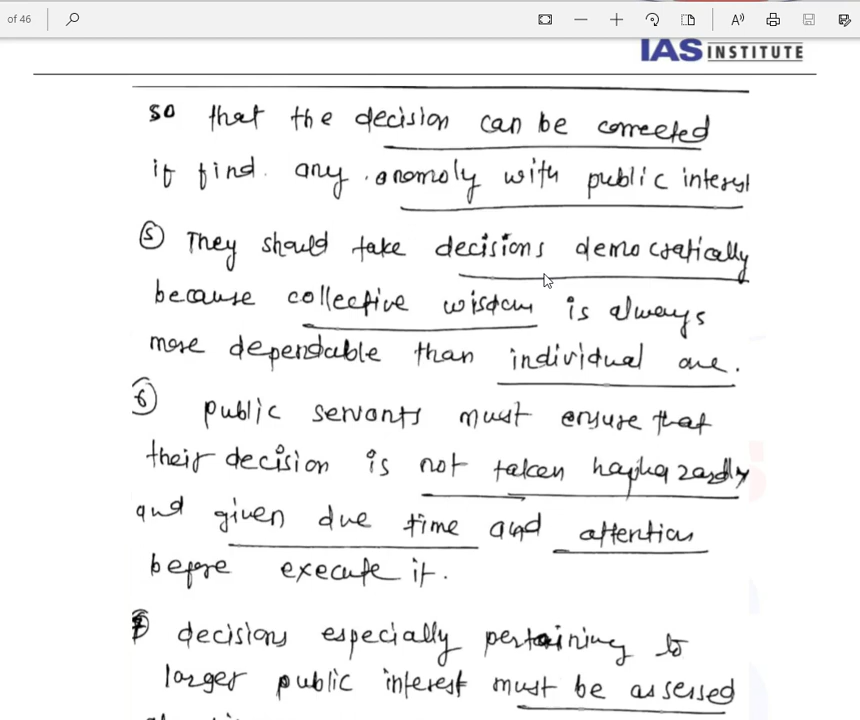 of 46
IAS INSTITUTE
so that the decision can be corrected
if find any anomoly with public interest
⑤ They should take decisions democratically
because collective wisdom is always
more dependable than individual one.
⑥ public servants must ensure that
their decision is not taken haphazardly
and given due time and attention
before execute it.
⑦ decisions especially pertaining to
larger public interest must be assessed